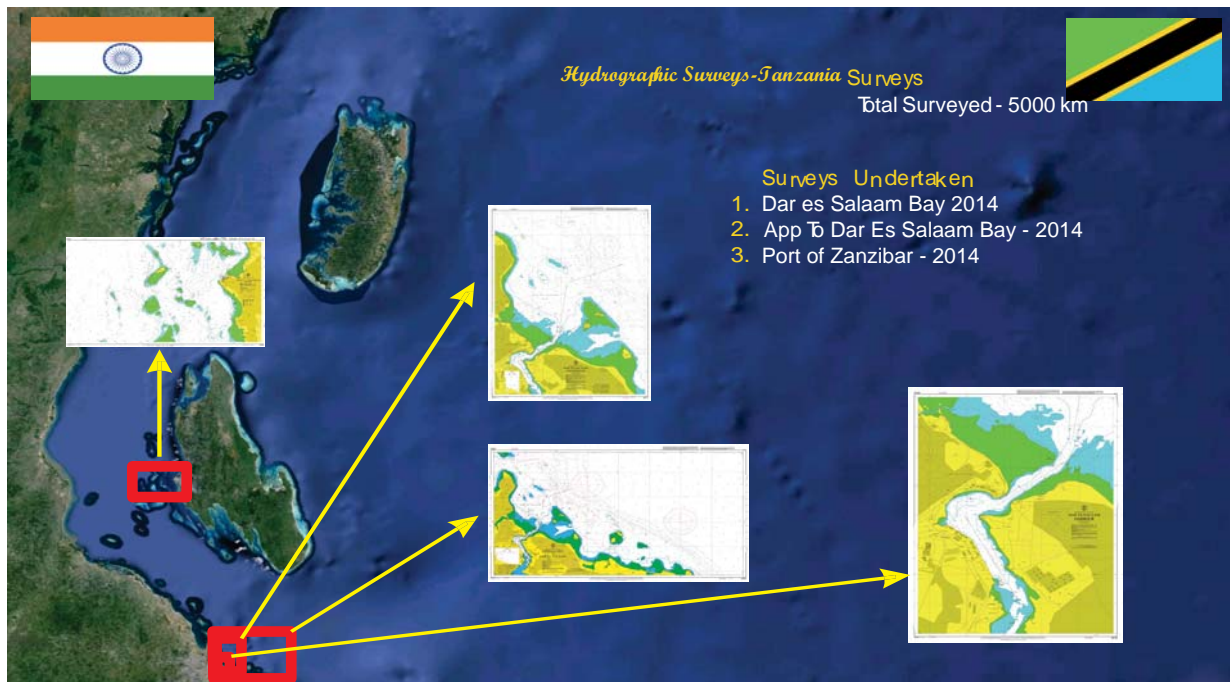 Hydrographic Surveys-Tanzania Surveys
Total Surveyed - 5000 km
Surveys Undertaken
1. Dar es Salaam Bay 2014
2. App To Dar Es Salaam Bay - 2014
3. Port of Zanzibar - 2014